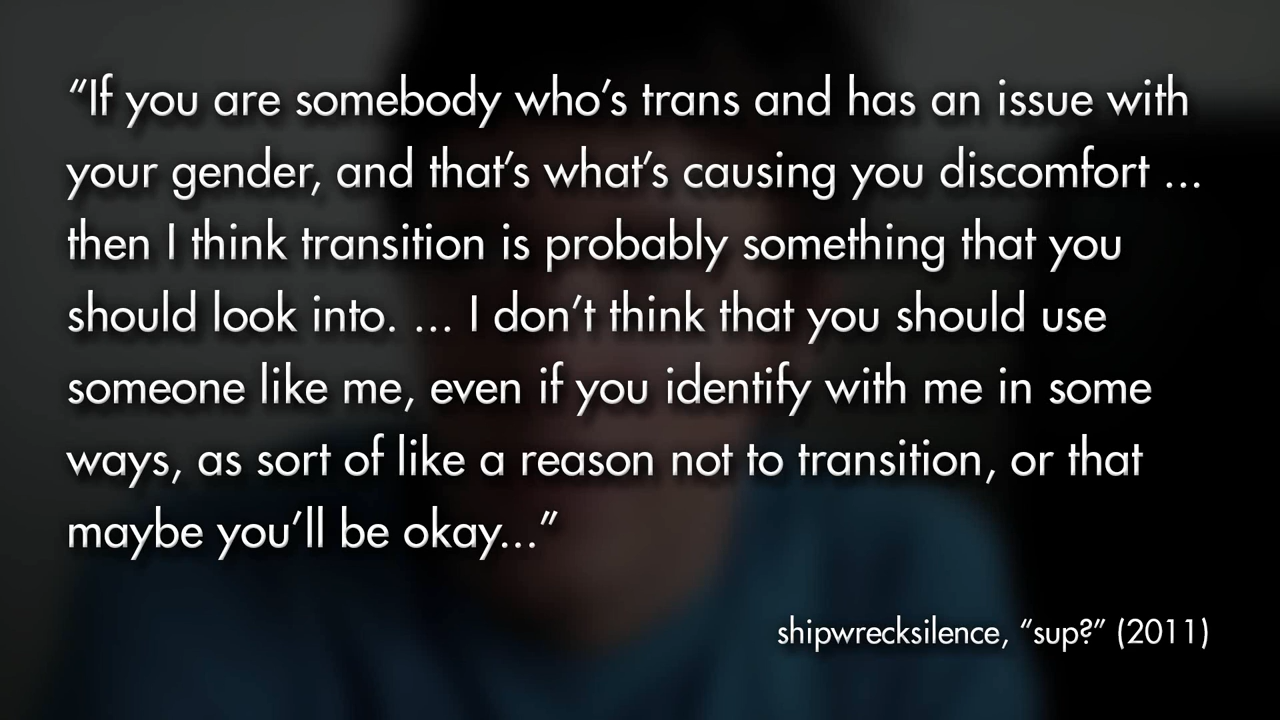 “If you are somebody who’s trans and has an issue with
your gender, and that’s what’s causing you discomfort ...
then I think transition is probably something that you
should look into. ... I don’t think that you should use
someone like me, even if you identify with me in some
ways, as sort of like a reason not to transition, or that
maybe you’ll be okay...”
shipwrecksilence, “sup?” (2011)